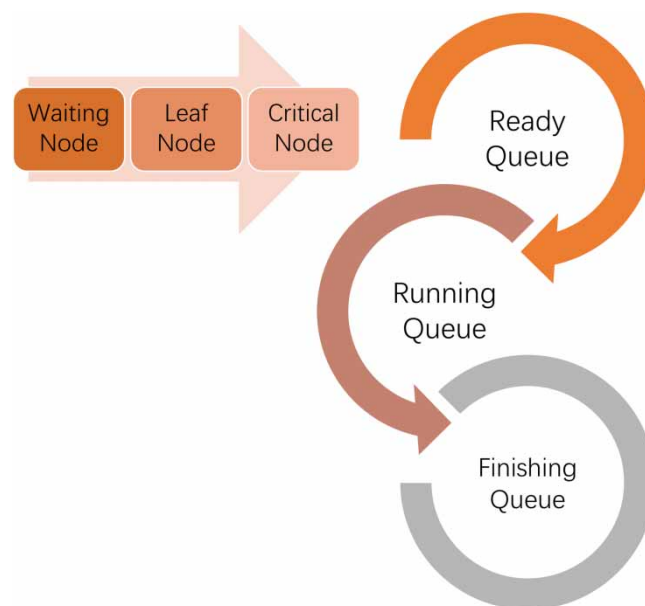 Waiting
Node
Leaf
Node
Critical
Node
Ready
Queue
Running
Queue
Finishing
Queue